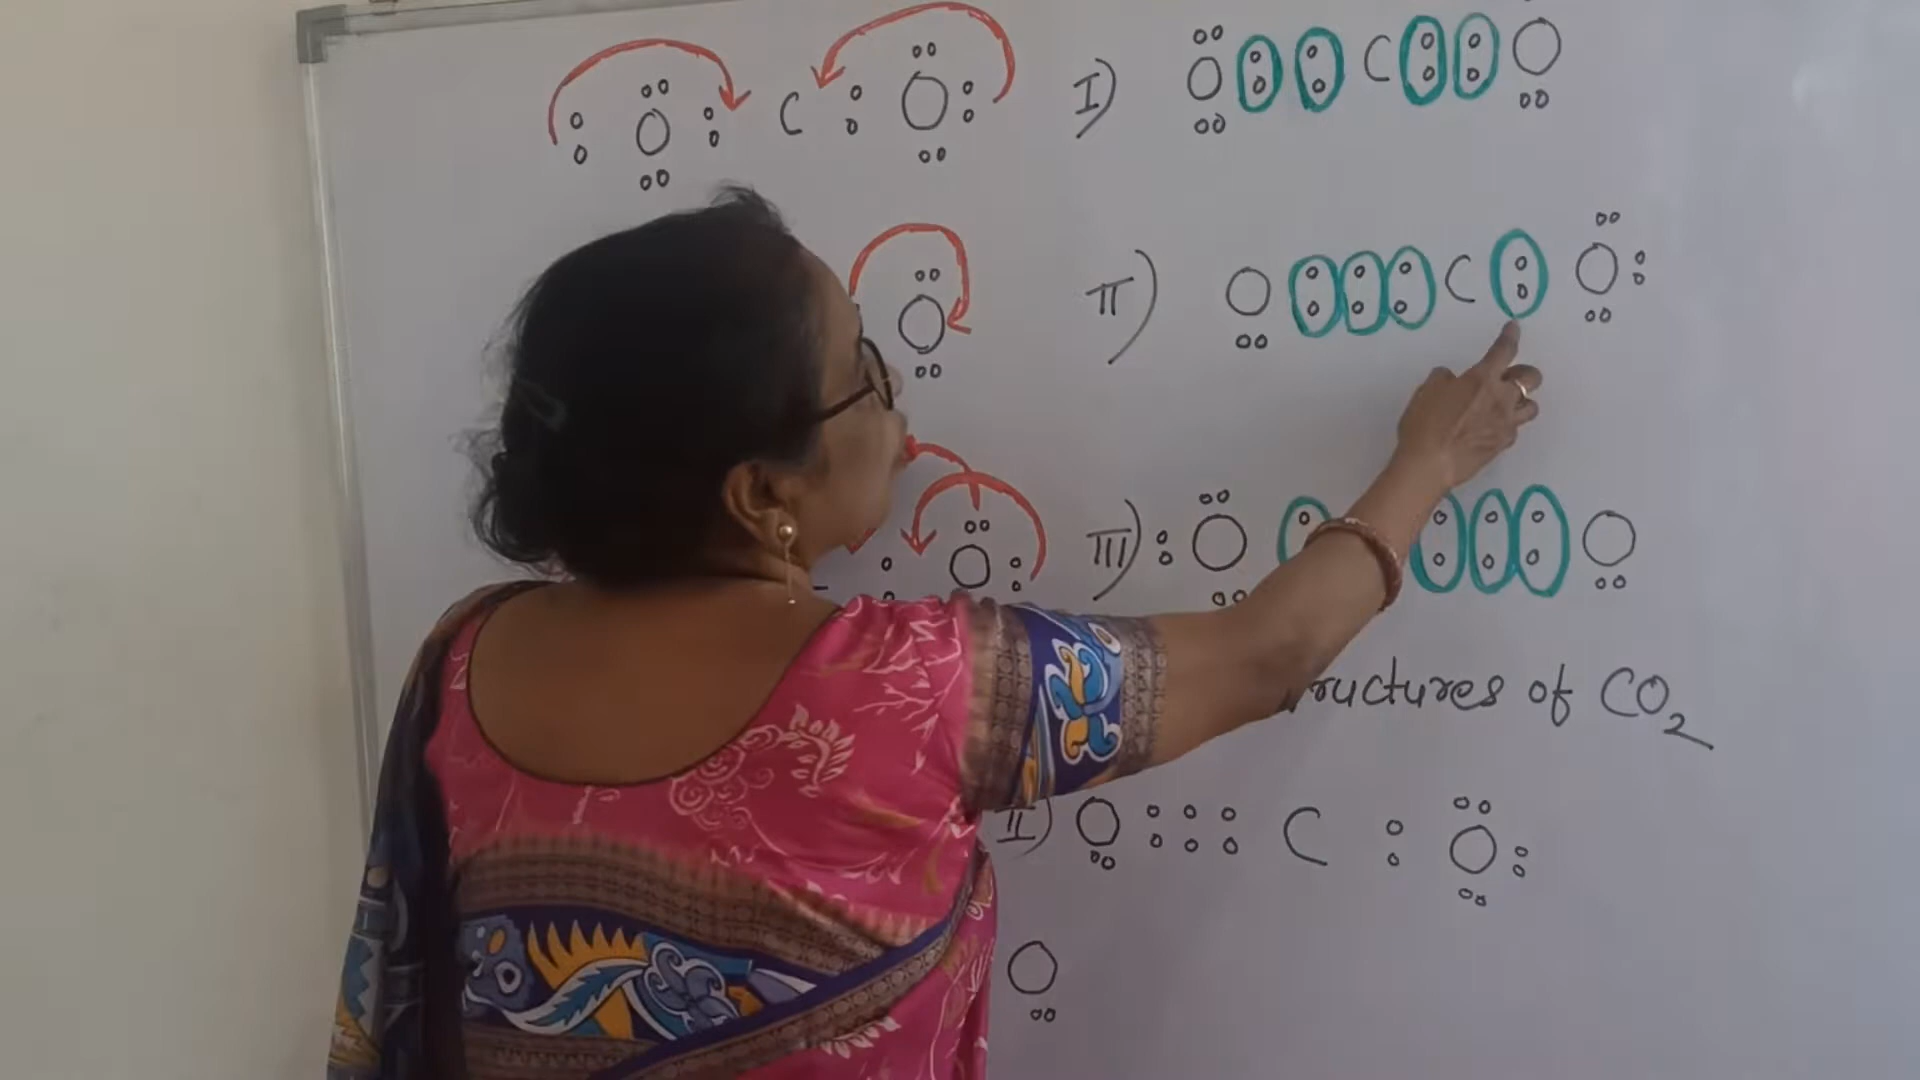 O C O
I) O C O
O
II) O C O
O
III) O O
ructures of CO2
II) O C O
O